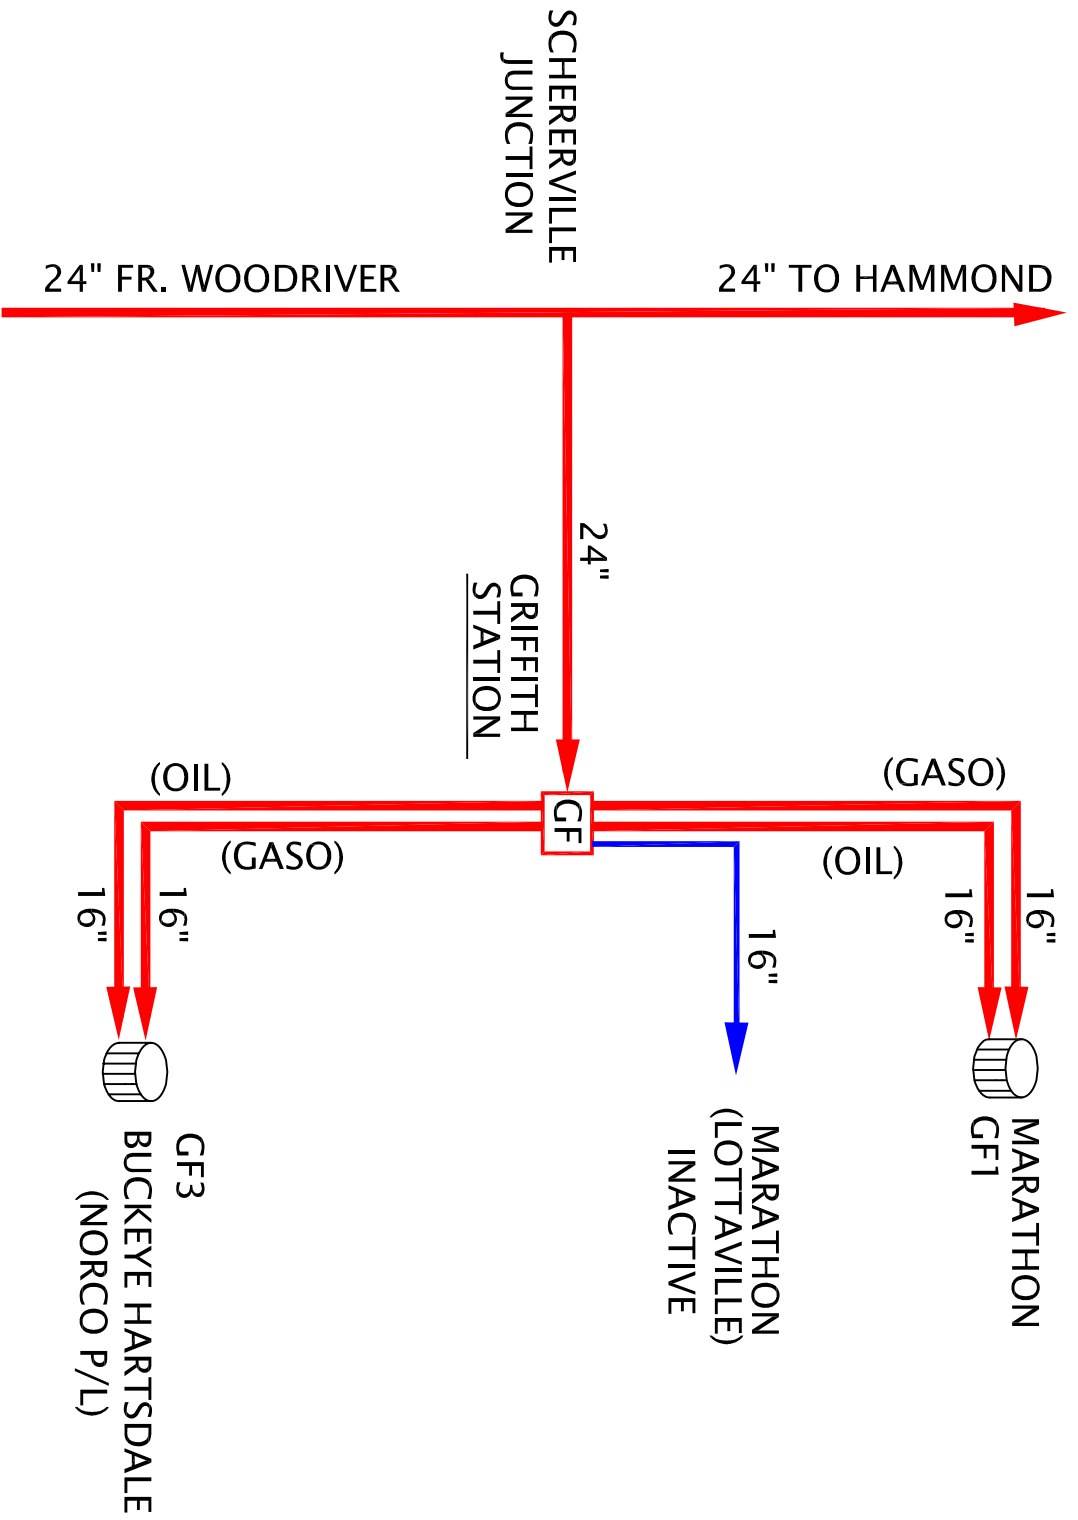 SCHERERVILLE
JUNCTION
24" FR. WOODRIVER
24" TO HAMMOND
24"
GRIFFITH
STATION
(OIL)
(GASO)
GF
(GASO)
(OIL)
16"
16"
16"
16"
16"
MARATHON
GF1
MARATHON
(LOTTAVILLE)
INACTIVE
GF3
BUCKEYE HARTSDALE
(NORCO P/L)